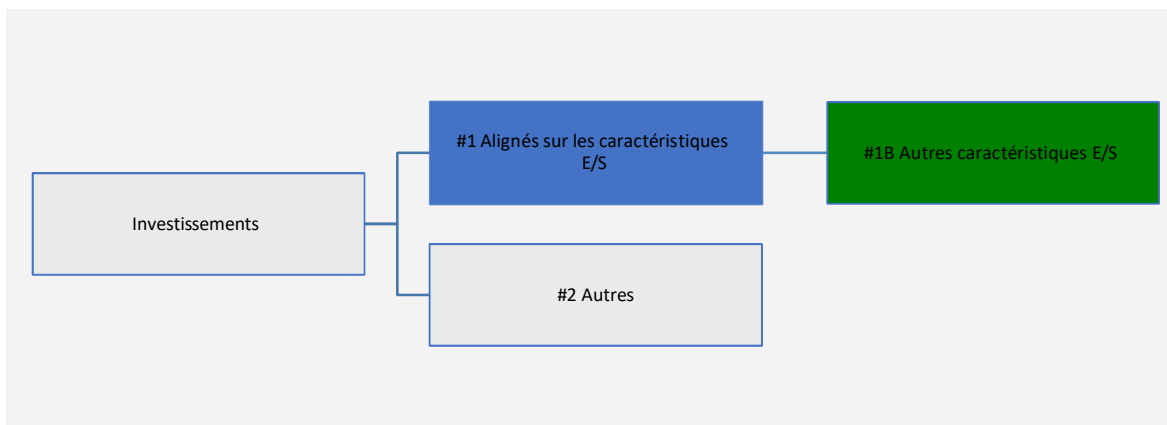 #1 Alignés sur les caractéristiques
E/S
#1B Autres caractéristiques E/S
Investissements
#2 Autres